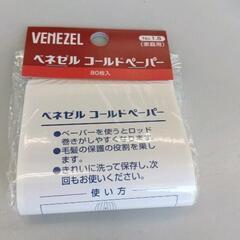 VENEZEL
No.1.5
(家庭用)
ベネゼル コールドペーパー
80枚入
ベネゼル コールドペーパー
●ペーパーを使うとロッド
巻きがしやすくなります。
●毛髪の保護の役割を果し
ます。
●きれいに洗って保存し、次
回もお使いください。
使い方